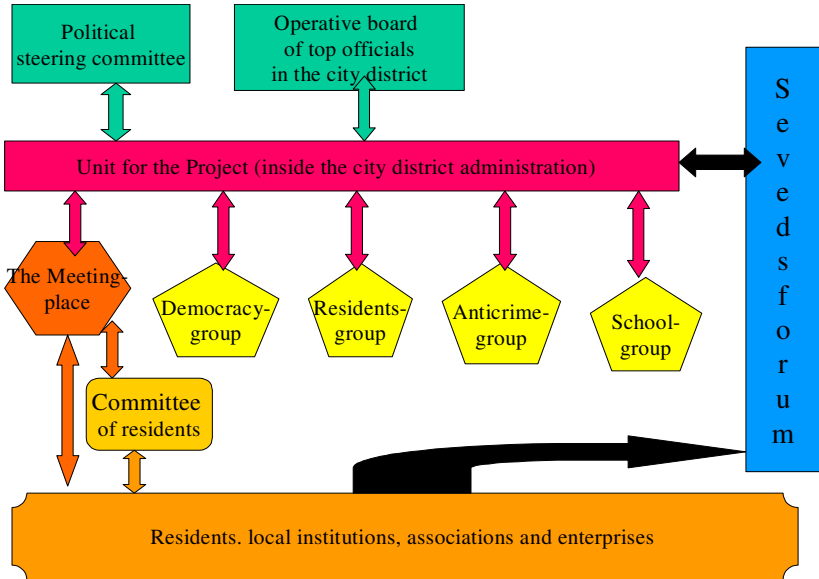 Political
steering committee
Operative board
of top officials
in the city district
Unit for the Project (inside the city district administration)
The Meeting-
place
Democracy-
group
Residents-
group
Anticrime-
group
School-
group
Committee
of residents
Residents. local institutions, associations and enterprises
S
e
v
e
d
s
f
o
r
u
m